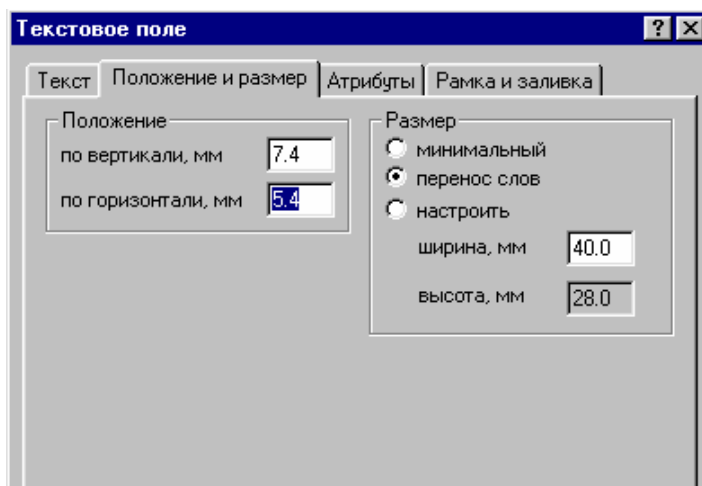 Текстовое поле
Текст Положение и размер Атрибуты Рамка и заливка
Положение
по вертикали, мм 7.4
по горизонтали, мм 5.4
Размер
минимальный
перенос слов
настроить
ширина, мм 40.0
высота, мм 28.0